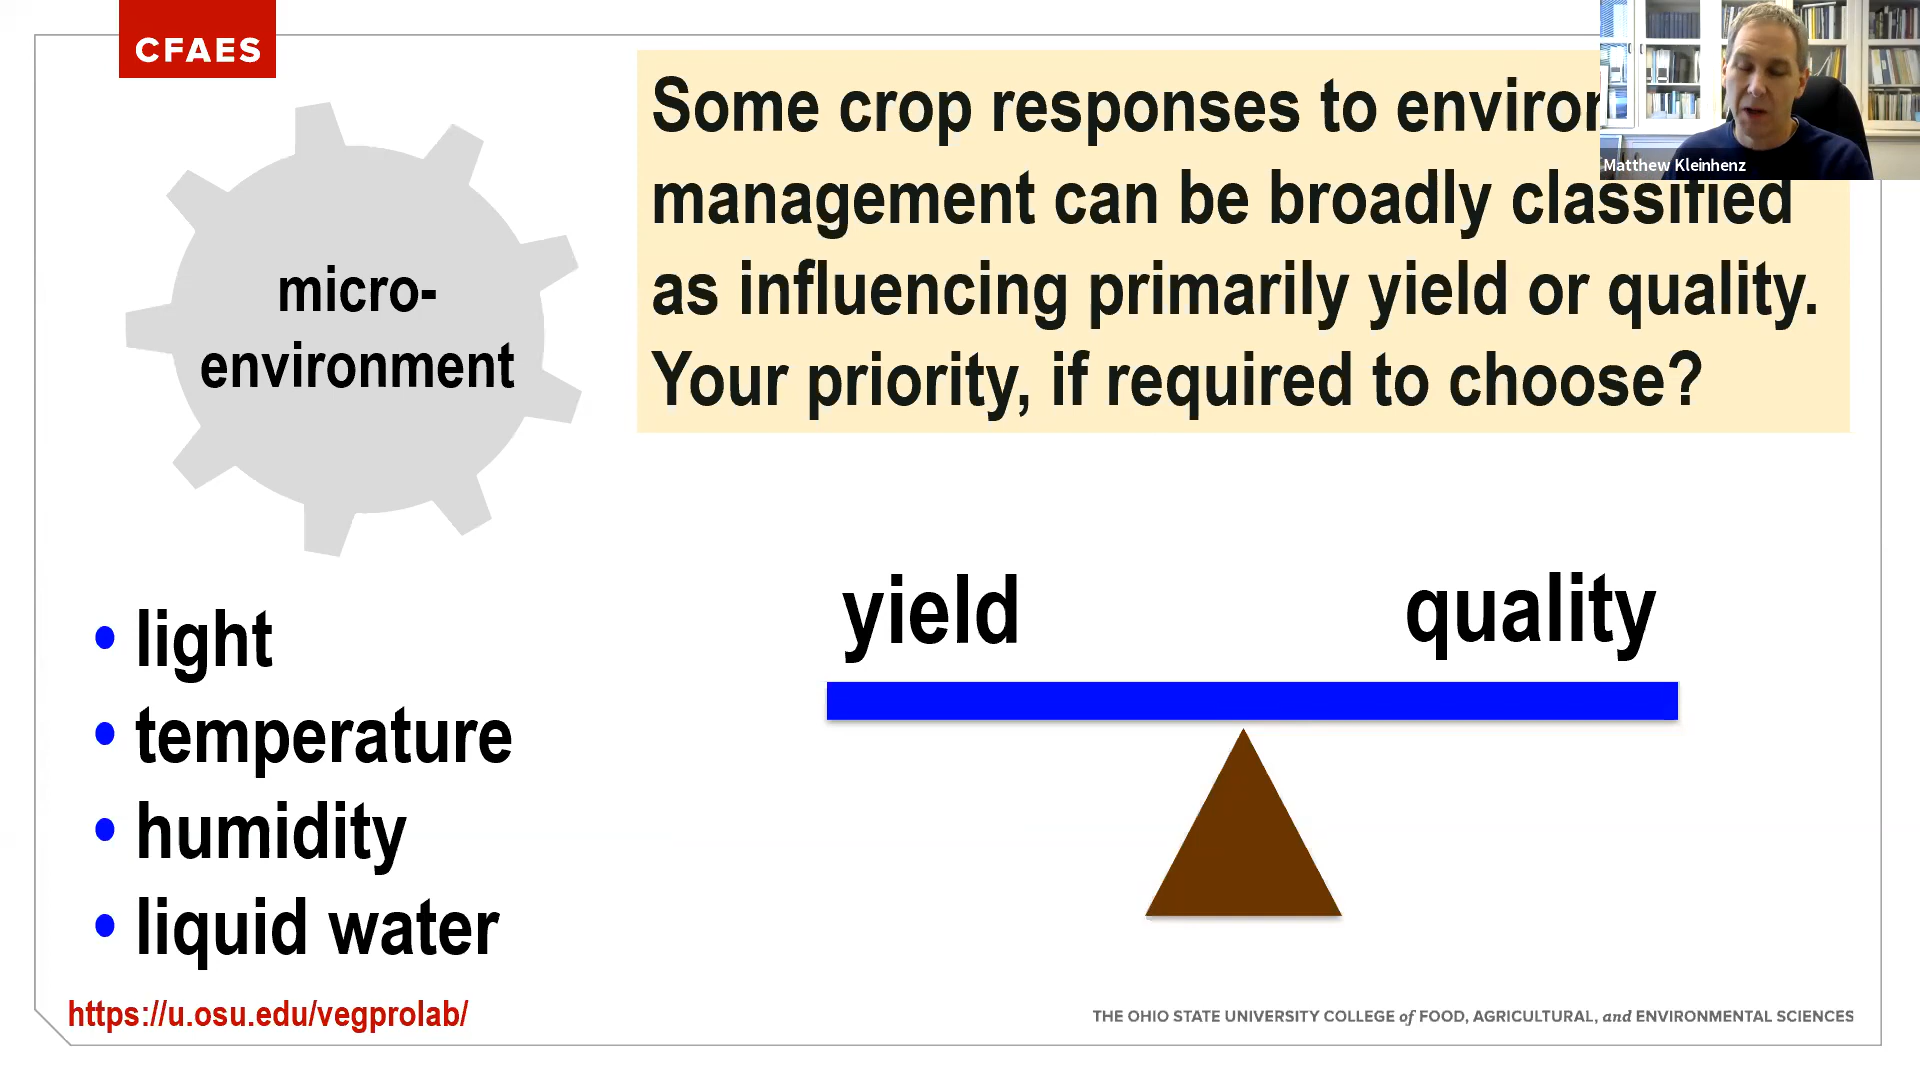 CFAES
Some crop responses to
management can be broadly classified
as influencing primarily yield or quality.
Your priority, if required to choose?
Matthew Kleinhenz
micro-
environment
yield
quality
• light
• temperature
• humidity
• liquid water
https://u.osu.edu/vegprolab/
THE OHIO STATE UNIVERSITY COLLEGE of FOOD, AGRICULTURAL, and ENVIRONMENTAL SCIENCES